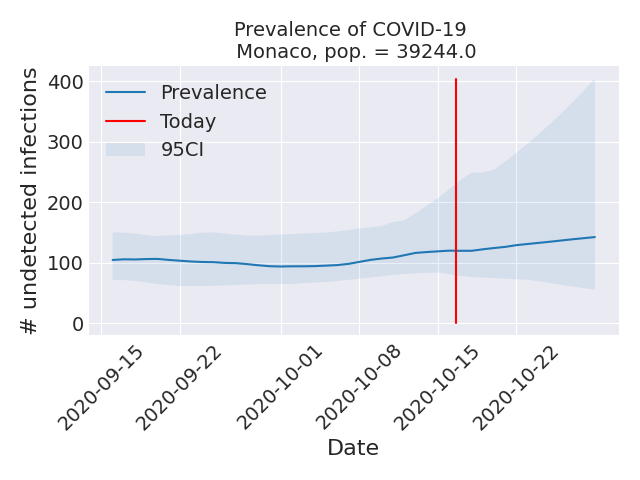 Prevalence of COVID-19
Monaco, pop. = 39244.0
# undetected infections
400
300
200
100
0
Prevalence
Today
95CI
2020-09-15
2020-09-22
2020-10-01
2020-10-08
2020-10-15
2020-10-22
Date